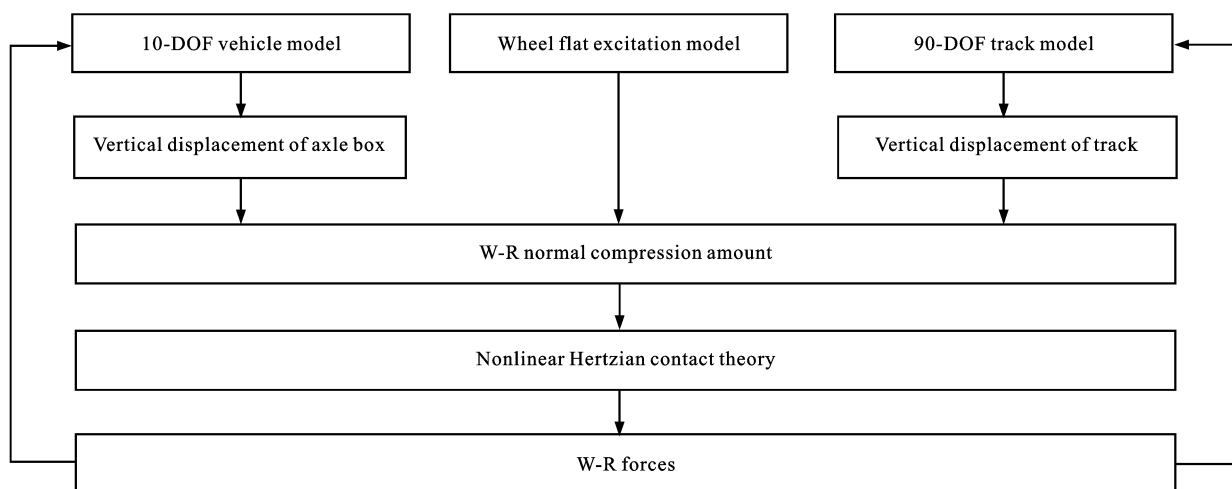 10-DOF vehicle model
Wheel flat excitation model
90-DOF track model
Vertical displacement of axle box
Vertical displacement of track
W-R normal compression amount
Nonlinear Hertzian contact theory
W-R forces